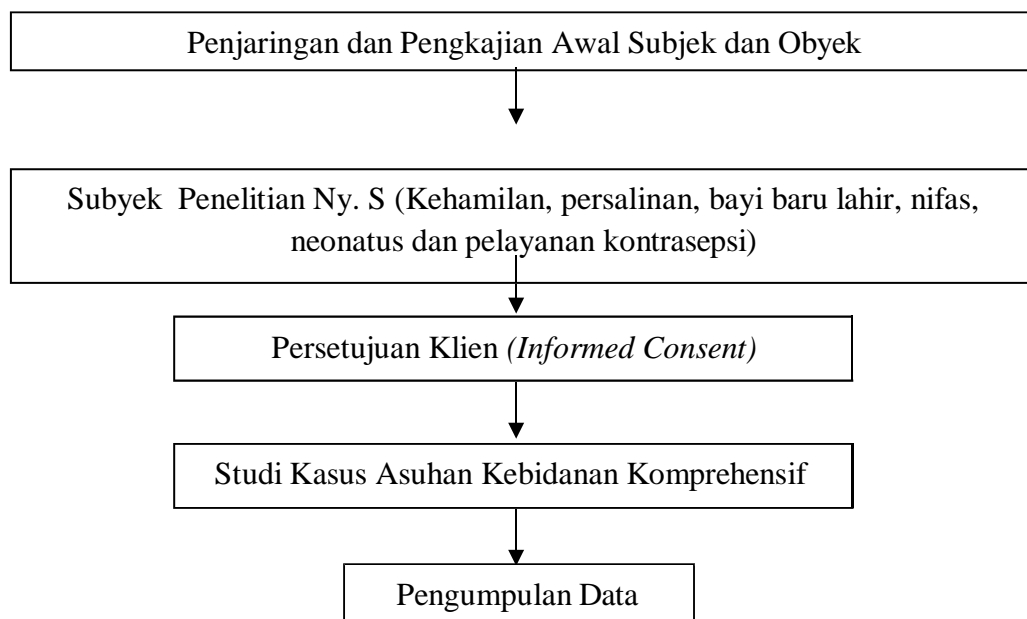 Penjaringan dan Pengkajian Awal Subjek dan Obyek
Subyek Penelitian Ny. S (Kehamilan, persalinan, bayi baru lahir, nifas,
neonatus dan pelayanan kontrasepsi)
Persetujuan Klien (Informed Consent)
Studi Kasus Asuhan Kebidanan Komprehensif
Pengumpulan Data